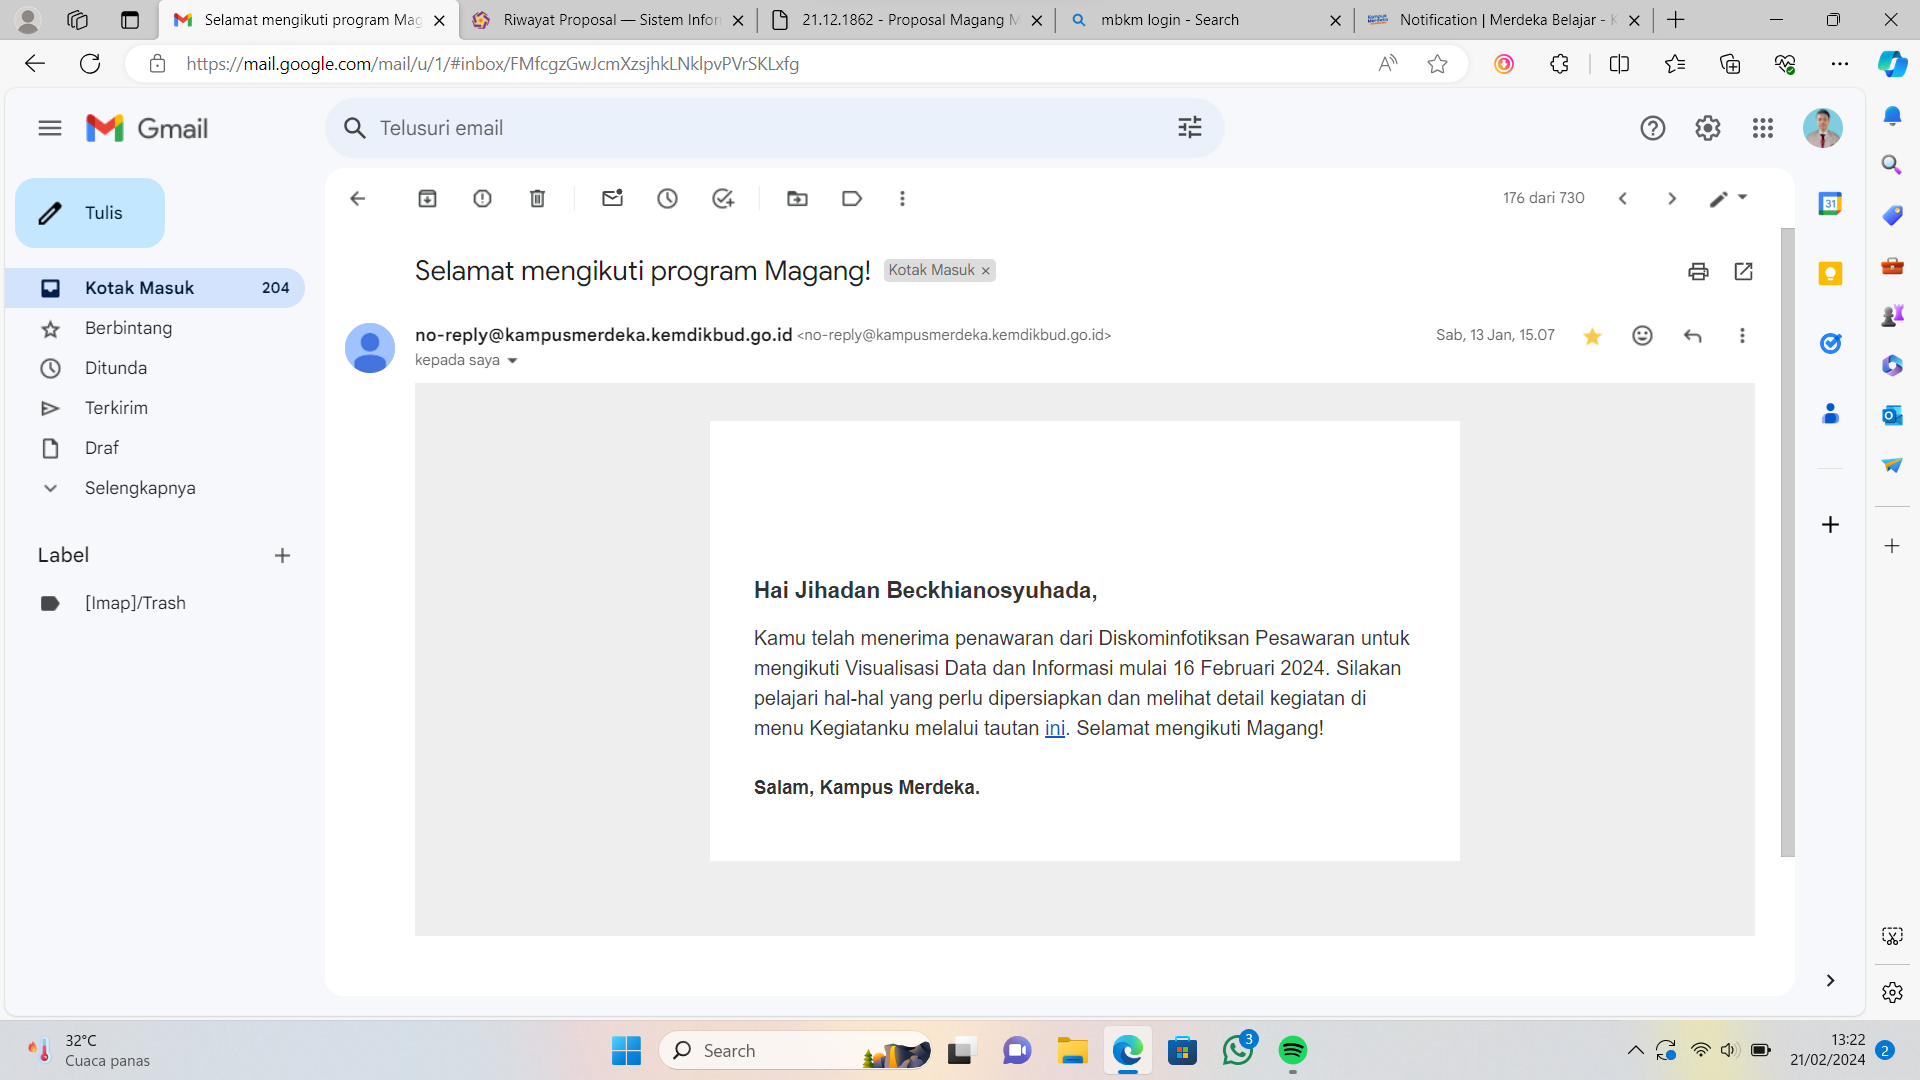 Selamat mengikuti program Mag
Riwayat Proposal — Sistem Infor
21.12.1862 - Proposal Magang M
mbkm login - Search
Notification | Merdeka Belajar - K
https://mail.google.com/mail/u/1/#inbox/FMfcgzGwJcmXzsjhkLNklpvPVrSKLxfg
Gmail
Telusuri email
Tulis
176 dari 730
Kotak Masuk 204
Berbintang
Ditunda
Terkirim
Draf
Selengkapnya
Label
[Imap]/Trash
Selamat mengikuti program Magang!
Kotak Masuk ×
no-reply@kampusmerdeka.kemdikbud.go.id <no-reply@kampusmerdeka.kemdikbud.go.id>
Sab, 13 Jan, 15.07
kepada saya
Hai Jihadan Beckhianosyuhada,
Kamu telah menerima penawaran dari Diskominfotiksan Pesawaran untuk
mengikuti Visualisasi Data dan Informasi mulai 16 Februari 2024. Silakan
pelajari hal-hal yang perlu dipersiapkan dan melihat detail kegiatan di
menu Kegiatanku melalui tautan ini. Selamat mengikuti Magang!
Salam, Kampus Merdeka.
31
32°C
Cuaca panas
Search
3
13:22
21/02/2024
2